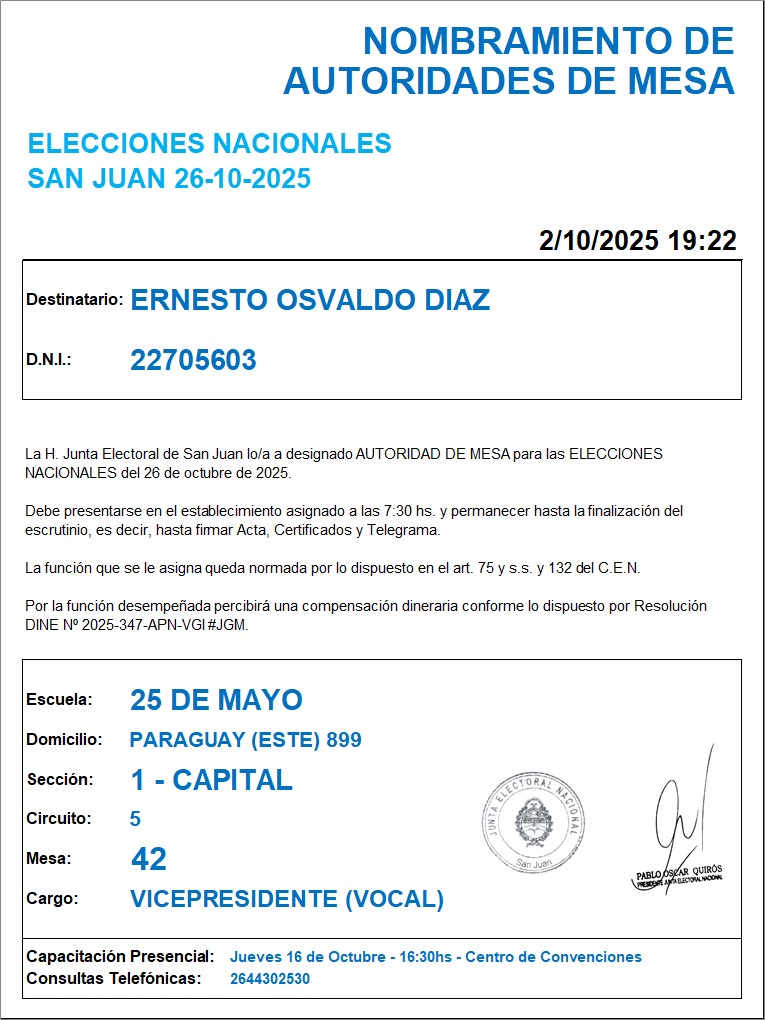 NOMBRAMIENTO DE
AUTORIDADES DE MESA
ELECCIONES NACIONALES
SAN JUAN 26-10-2025
2/10/2025 19:22
Destinatario: ERNESTO OSVALDO DIAZ
D.N.I.: 22705603
La H. Junta Electoral de San Juan lo/a a designado AUTORIDAD DE MESA para las ELECCIONES
NACIONALES del 26 de octubre de 2025.
Debe presentarse en el establecimiento asignado a las 7:30 hs. y permanecer hasta la finalización del
escrutinio, es decir, hasta firmar Acta, Certificados y Telegrama.
La función que se le asigna queda normada por lo dispuesto en el art. 75 y s.s. y 132 del C.E.N.
Por la función desempeñada percibirá una compensación dineraria conforme lo dispuesto por Resolución
DINE Nº 2025-347-APN-VGI#JGM.
Escuela: 25 DE MAYO
Domicilio: PARAGUAY (ESTE) 899
Sección: 1 - CAPITAL
Circuito: 5
Mesa: 42
Cargo: VICEPRESIDENTE (VOCAL)
JUNTA ELECTORAL NACIONAL
San Juan
PABLO OSCAR QUIRÓS
PRESIDENTE JUNTA ELECTORAL NACIONAL
Capacitación Presencial: Jueves 16 de Octubre - 16:30hs - Centro de Convenciones
Consultas Telefónicas: 2644302530